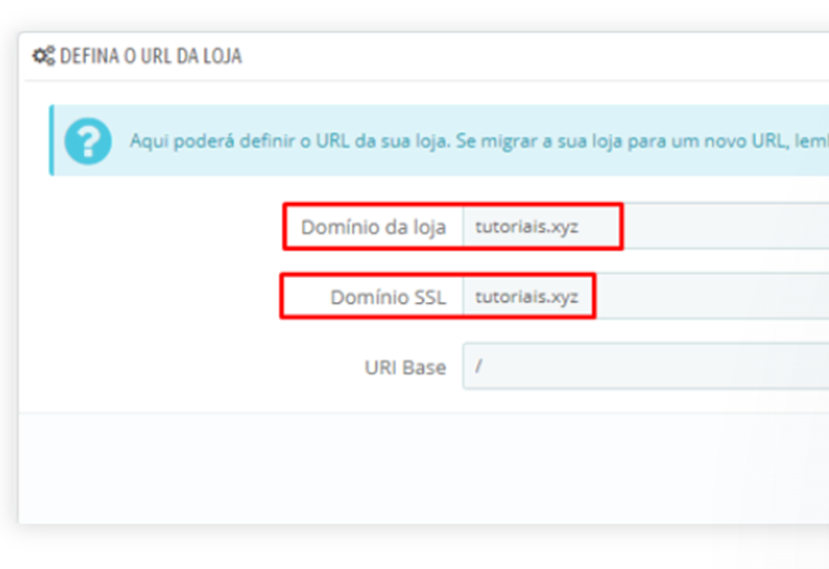 DEFINA O URL DA LOJA
Aqui poderá definir o URL da sua loja. Se migrar a sua loja para um novo URL,
Domínio da loja tutoriais.xyz
Domínio SSL tutoriais.xyz
URI Base /